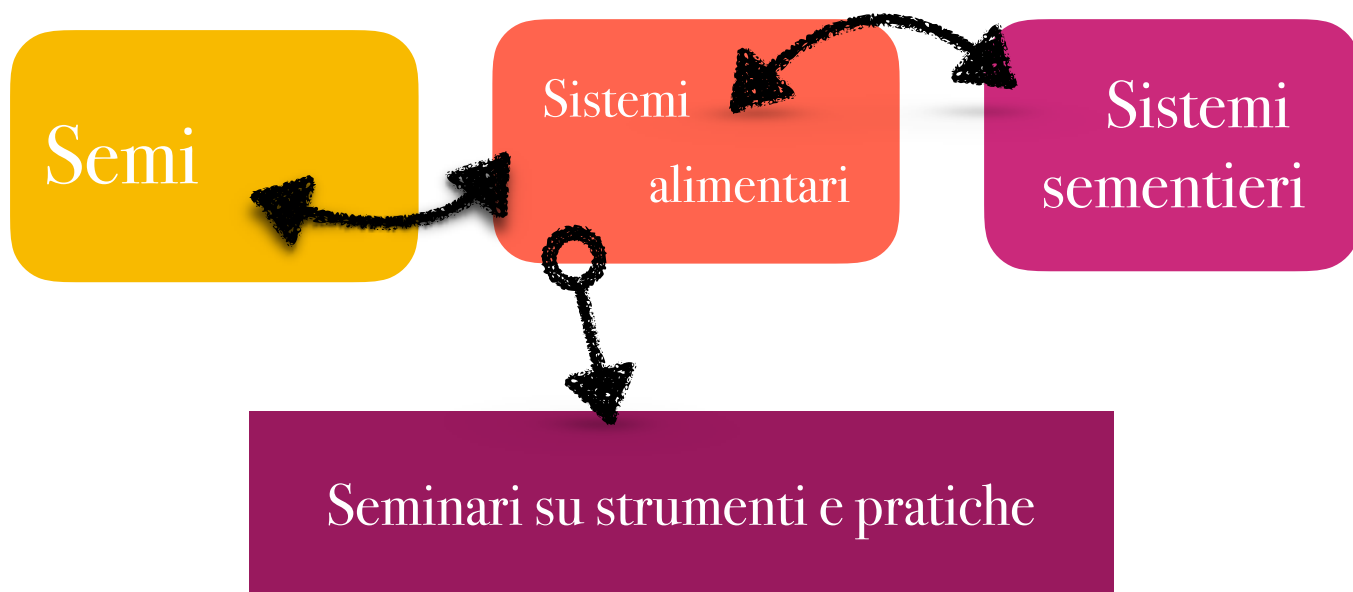 Semi
Sistemi
alimentari
Sistemi
sementieri
Seminari su strumenti e pratiche